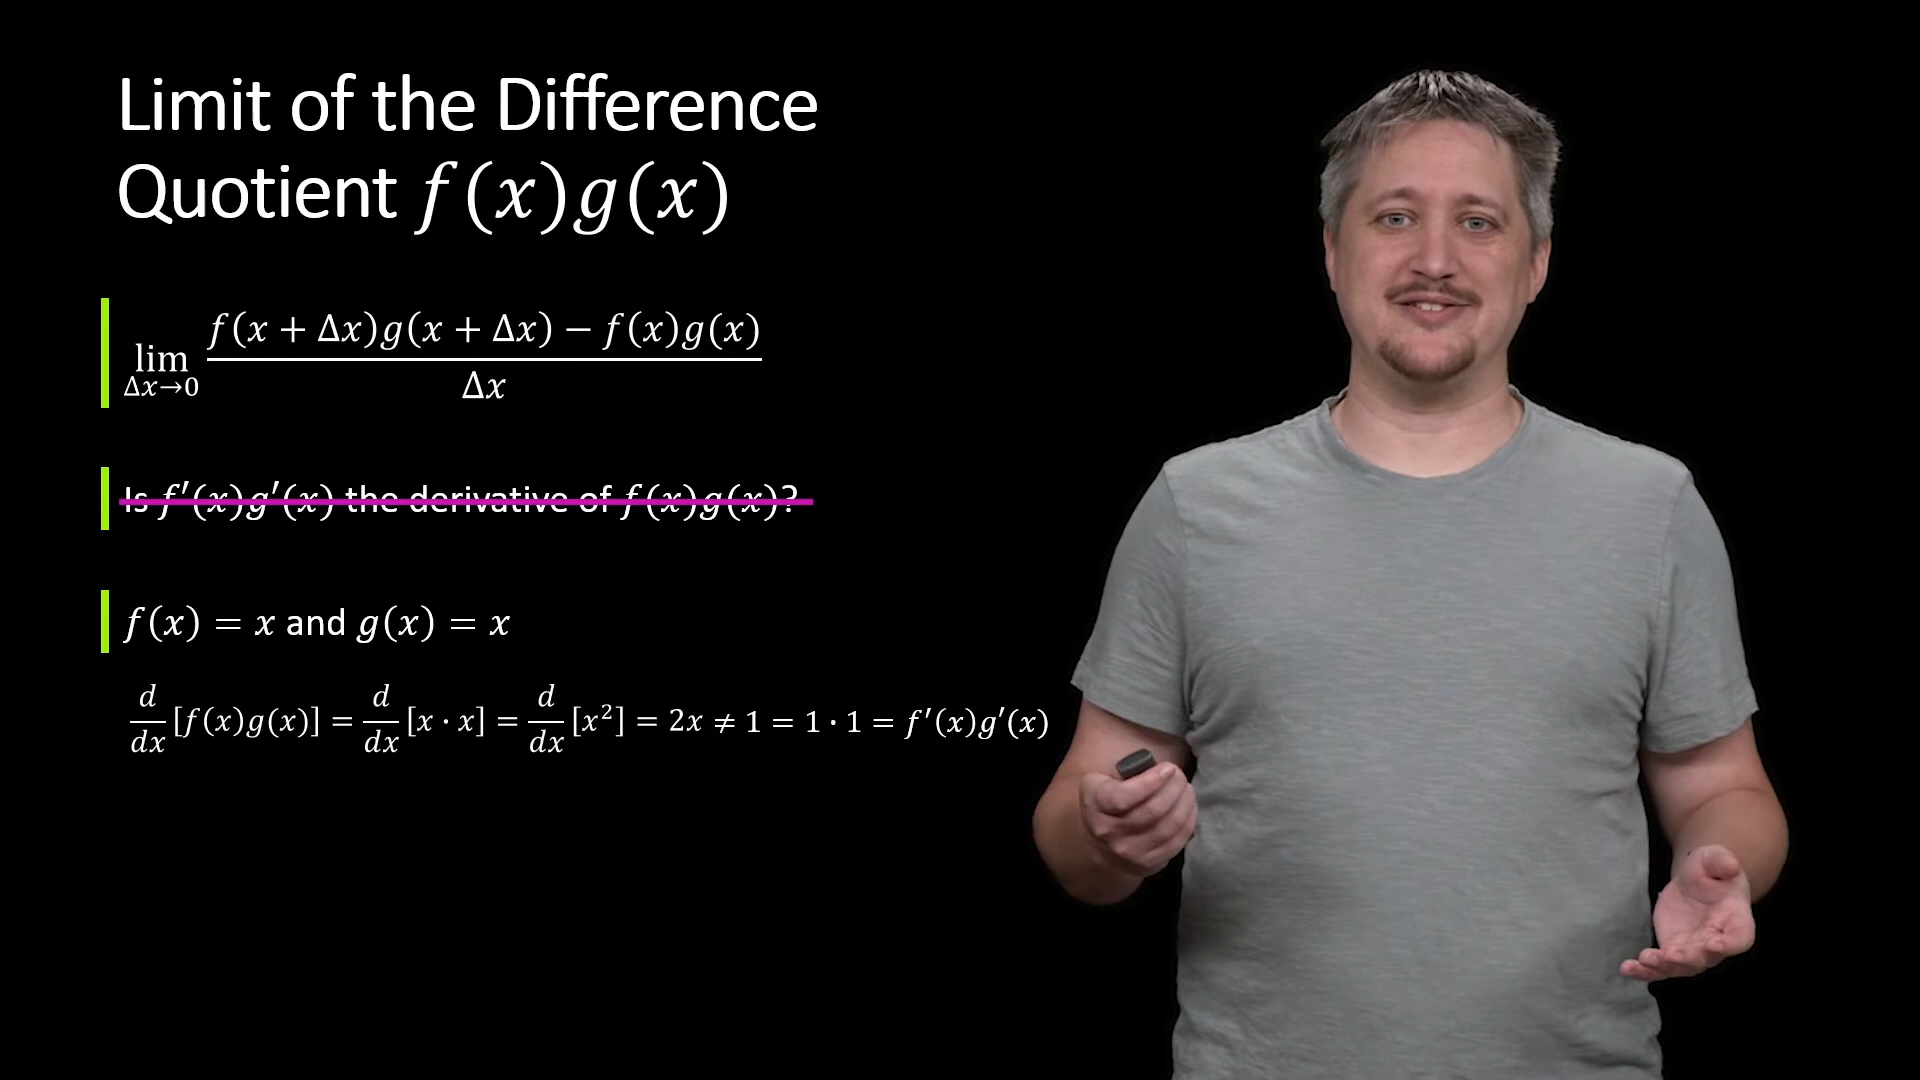 Limit of the Difference
Quotient f(x)g(x)
lim Δx→0 f(x + Δx)g(x + Δx) − f(x)g(x) / Δx
Is f′(x)g′(x) the derivative of f(x)g(x)?
f(x) = x and g(x) = x
d/dx [f(x)g(x)] = d/dx [x · x] = d/dx [x²] = 2x ≠ 1 = 1 · 1 = f′(x)g′(x)